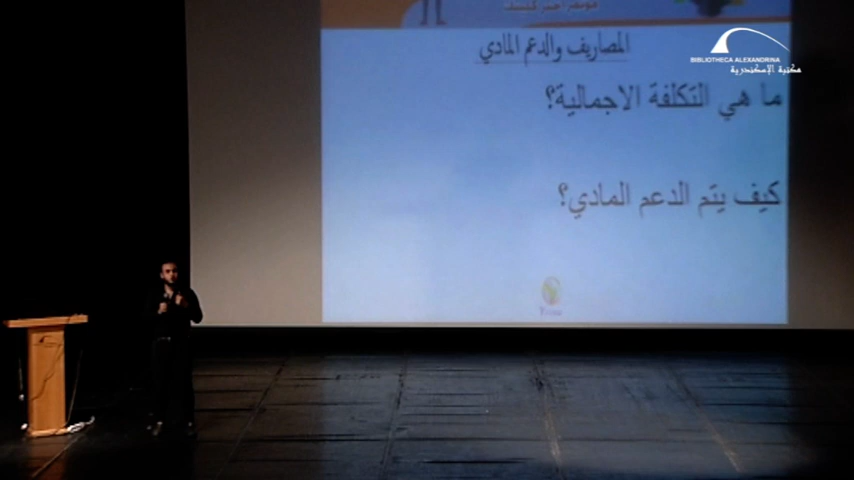 BIBLIOTHECA ALEXANDRINA
مكتبة الإسكندرية
المصاريف والدعم المادي
ما هي التكلفة الاجمالية؟
كيف يتم الدعم المادي؟